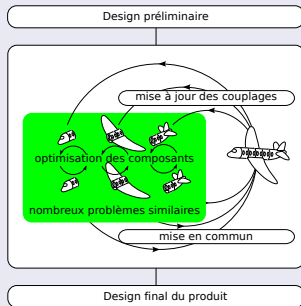 Design préliminaire
mise à jour des couplages
optimisation des composants
nombreux problèmes similaires
mise en commun
Design final du produit